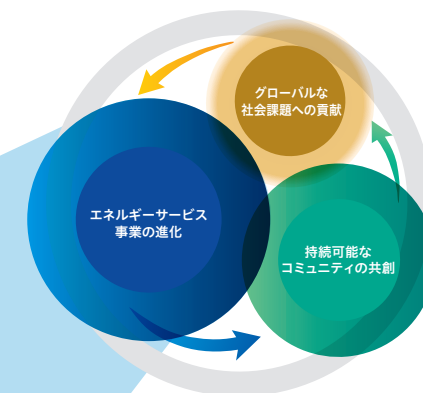 グローバルな
社会課題への貢献
エネルギーサービス
事業の進化
持続可能な
コミュニティの共創